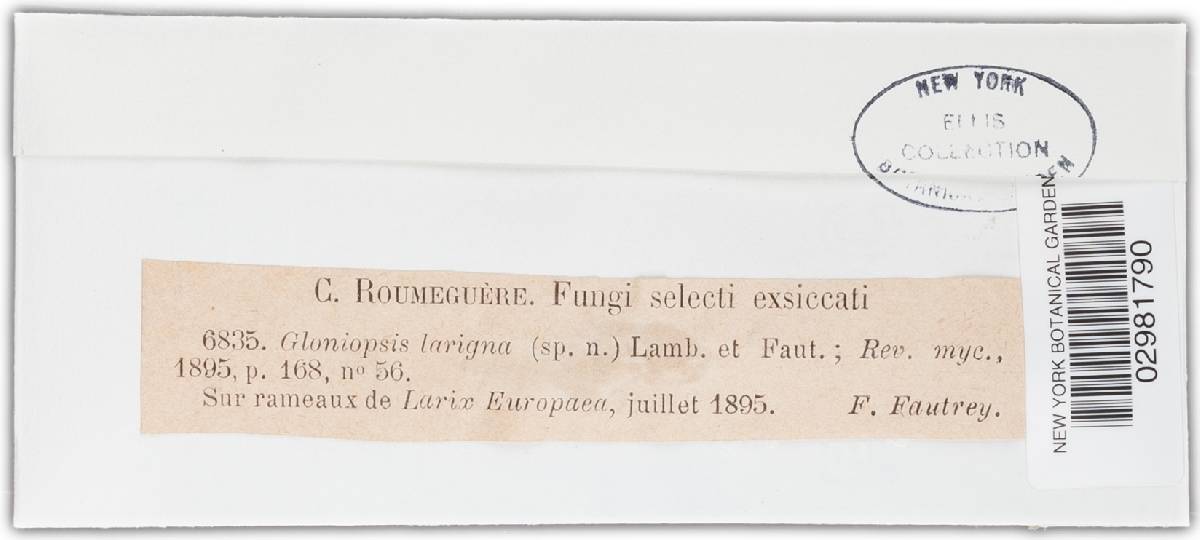 NEW YORK
ELLIS
COLLECTION
C. ROUMEGUÈRE. Fungi selecti exsiccati
6835. Gloniopsis larigna (sp. n.) Lamb. et Faut. ; Rev. myc.,
1895, p. 168, nº 56.
Sur rameaux de Larix Europaea, juillet 1895. F. Fautrey.
NEW YORK BOTANICAL GARDEN
02981790